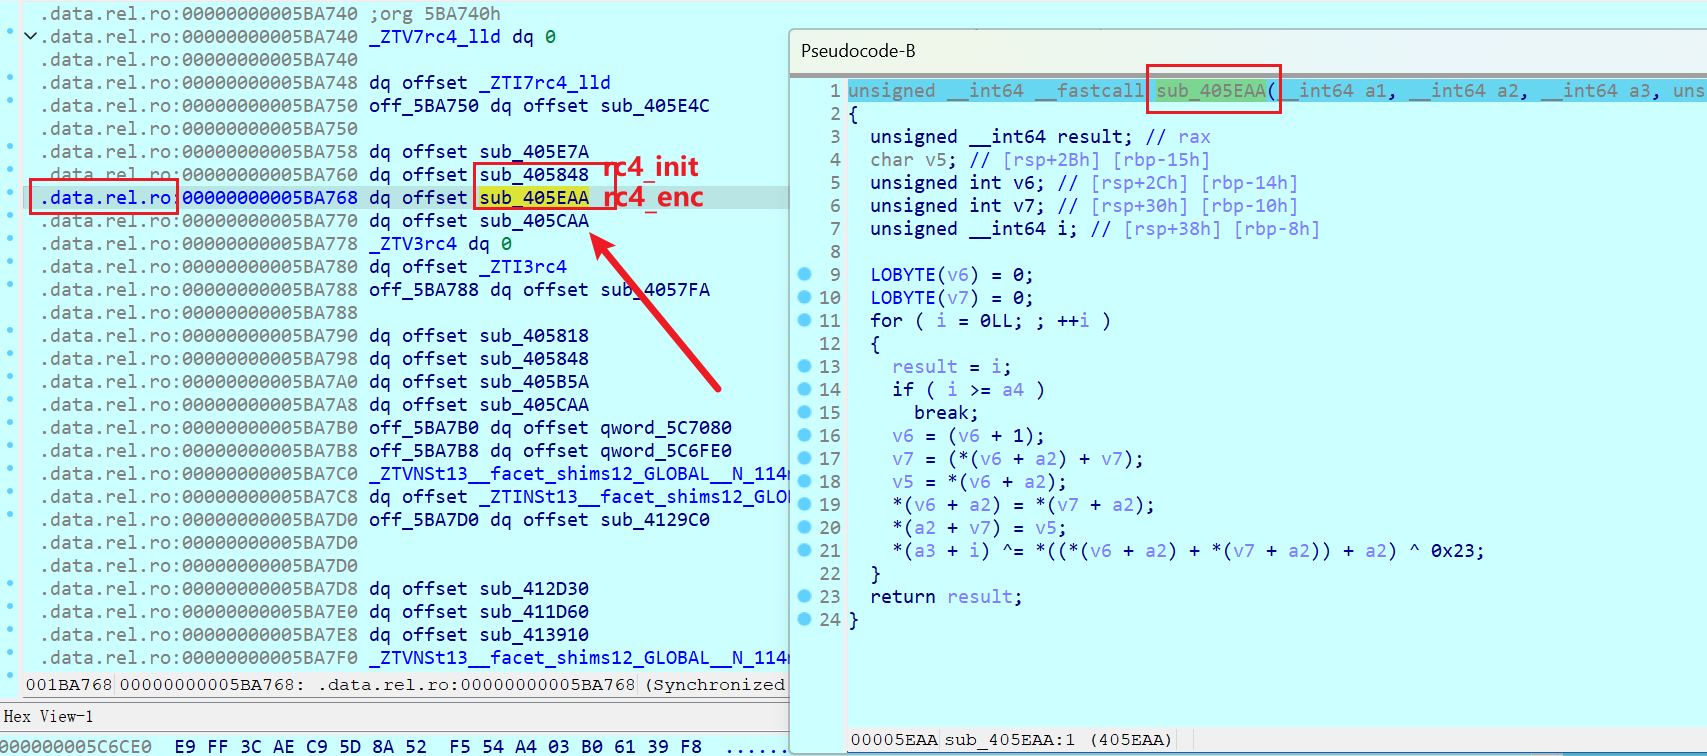 .data.rel.ro:00000000005BA740 ;org 5BA740h
.data.rel.ro:00000000005BA740 _ZTV7rc4_lld dq 0
.data.rel.ro:00000000005BA740
.data.rel.ro:00000000005BA748 dq offset _ZTI7rc4_lld
.data.rel.ro:00000000005BA750 off_5BA750 dq offset sub_405E4C
.data.rel.ro:00000000005BA750
.data.rel.ro:00000000005BA758 dq offset sub_405E7A
.data.rel.ro:00000000005BA760 dq offset sub_405848 rc4_init
.data.rel.ro:00000000005BA768 dq offset sub_405EAA rc4_enc
.data.rel.ro:00000000005BA770 dq offset sub_405CAA
.data.rel.ro:00000000005BA778 _ZTV3rc4 dq 0
.data.rel.ro:00000000005BA780 dq offset _ZTI3rc4
.data.rel.ro:00000000005BA788 off_5BA788 dq offset sub_4057FA
.data.rel.ro:00000000005BA788
.data.rel.ro:00000000005BA790 dq offset sub_405818
.data.rel.ro:00000000005BA798 dq offset sub_405848
.data.rel.ro:00000000005BA7A0 dq offset sub_405B5A
.data.rel.ro:00000000005BA7A8 dq offset sub_405CAA
.data.rel.ro:00000000005BA7B0 off_5BA7B0 dq offset qword_5C7080
.data.rel.ro:00000000005BA7B8 off_5BA7B8 dq offset qword_5C6FE0
.data.rel.ro:00000000005BA7C0 _ZTVNSt13__facet_shims12_GLOBAL__N_114
.data.rel.ro:00000000005BA7C8 dq offset _ZTINSt13__facet_shims12_GLO
.data.rel.ro:00000000005BA7D0 off_5BA7D0 dq offset sub_4129C0
.data.rel.ro:00000000005BA7D0
.data.rel.ro:00000000005BA7D0
.data.rel.ro:00000000005BA7D8 dq offset sub_412D30
.data.rel.ro:00000000005BA7E0 dq offset sub_411D60
.data.rel.ro:00000000005BA7E8 dq offset sub_413910
.data.rel.ro:00000000005BA7F0 _ZTVNSt13__facet_shims12_GLOBAL__N_114
001BA768 00000000005BA768: .data.rel.ro:00000000005BA768 (Synchronized
Hex View-1
000000005C6CE0 E9 FF 3C AE C9 5D 8A 52 F5 54 A4 03 B0 61 39 F8 ......
Pseudocode-B
1 unsigned __int64 __fastcall sub_405EAA(__int64 a1, __int64 a2, __int64 a3, uns
2 {
3 unsigned __int64 result; // rax
4 char v5; // [rsp+2Bh] [rbp-15h]
5 unsigned int v6; // [rsp+2Ch] [rbp-14h]
6 unsigned int v7; // [rsp+30h] [rbp-10h]
7 unsigned __int64 i; // [rsp+38h] [rbp-8h]
8
9 LOBYTE(v6) = 0;
10 LOBYTE(v7) = 0;
11 for ( i = 0LL; ; ++i )
12 {
13 result = i;
14 if ( i >= a4 )
15 break;
16 v6 = (v6 + 1);
17 v7 = (*(v6 + a2) + v7);
18 v5 = *(v6 + a2);
19 *(v6 + a2) = *(v7 + a2);
20 *(a2 + v7) = v5;
21 *(a3 + i) ^= *((*(v6 + a2) + *(v7 + a2)) + a2) ^ 0x23;
22 }
23 return result;
24 }
00005EAA sub_405EAA:1 (405EAA)